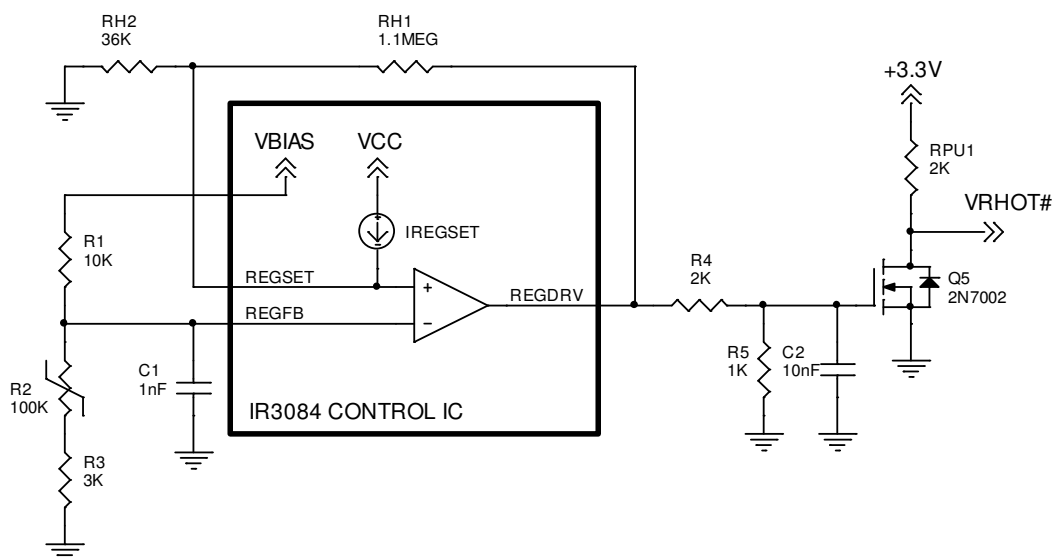 RH2
36K
RH1
1.1MEG
+3.3V
VBIAS
VCC
RPU1
2K
VRHOT#
R1
10K
IREGSET
REGSET
+
REGDRV
R4
2K
Q5
2N7002
REGFB
−
R2
100K
C1
1nF
R5
1K
C2
10nF
IR3084 CONTROL IC
R3
3K